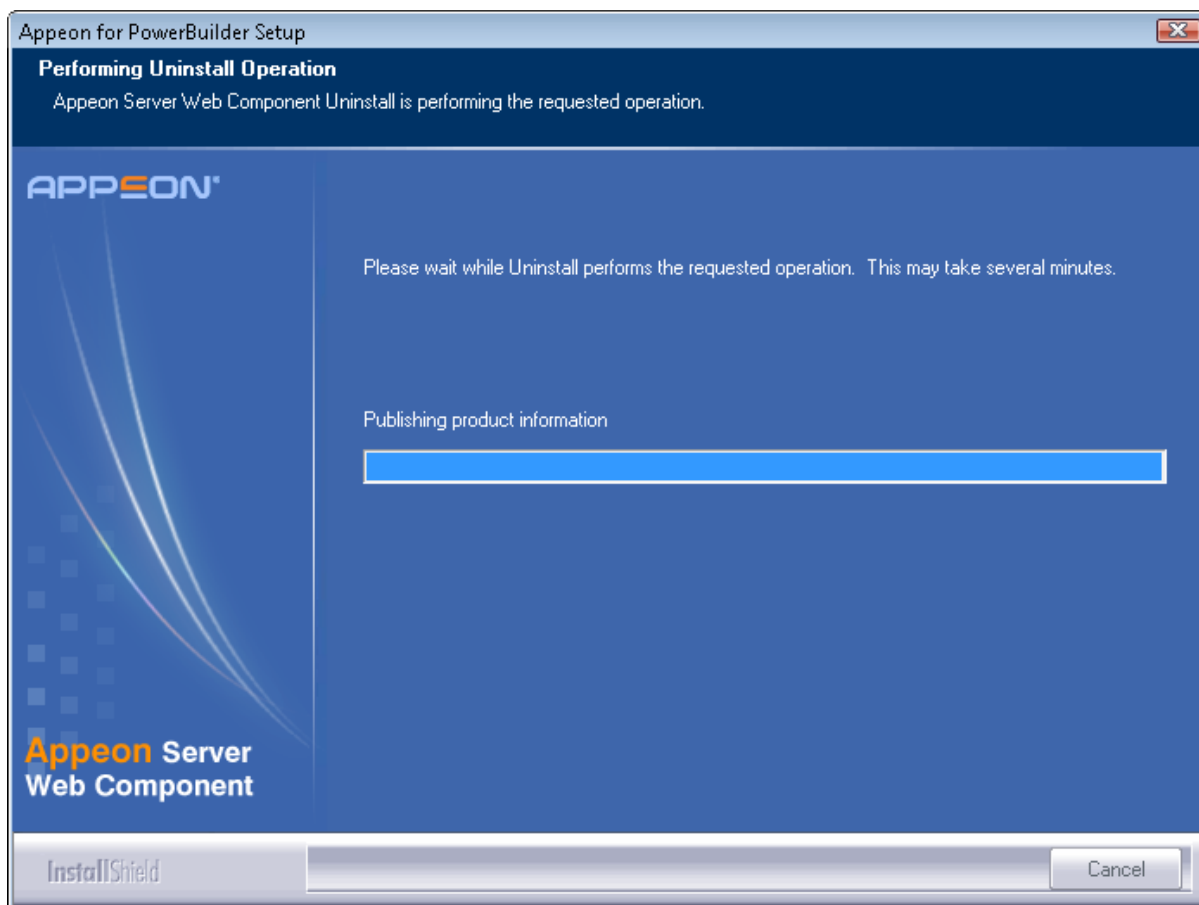 Appeon for PowerBuilder Setup
Performing Uninstall Operation
Appeon Server Web Component Uninstall is performing the requested operation.
APPEON
Please wait while Uninstall performs the requested operation.  This may take several minutes.
Publishing product information
Appeon Server
Web Component
InstallShield
Cancel